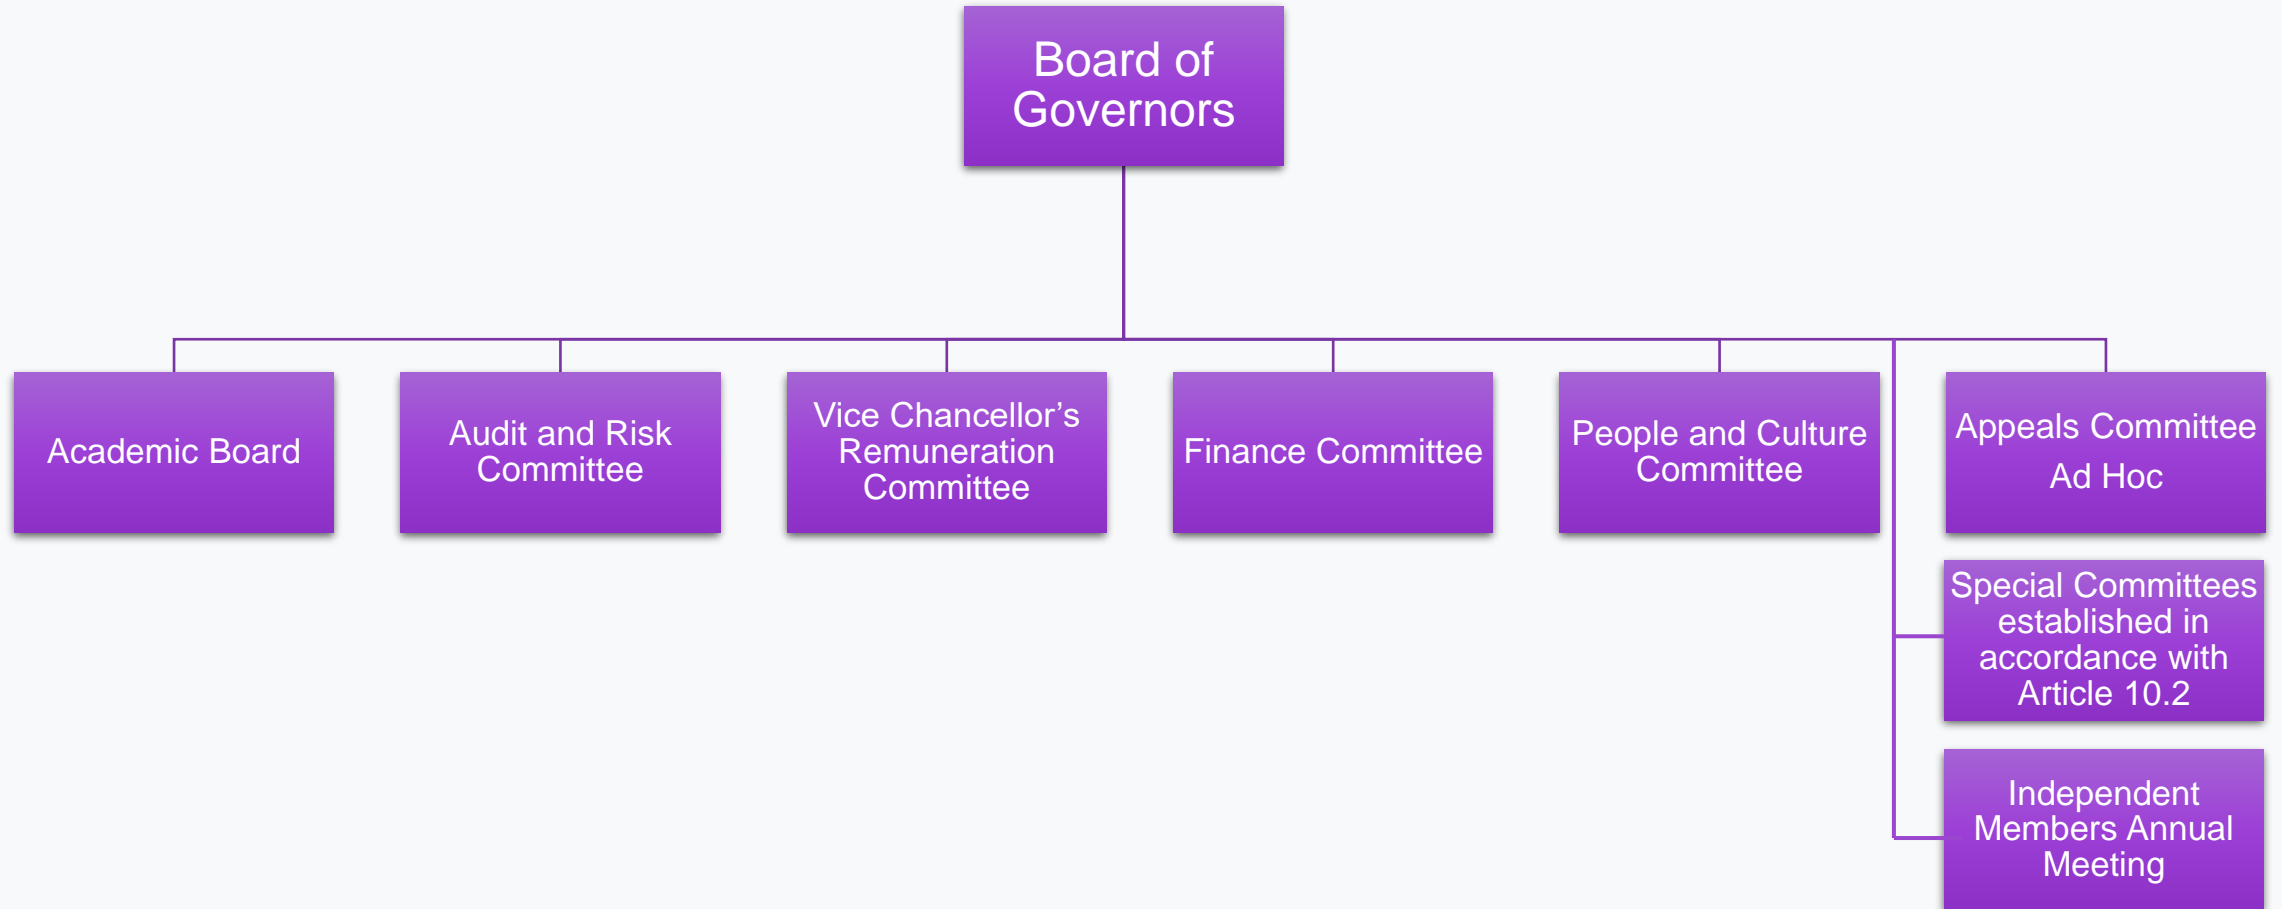 Board of
Governors
Academic Board
Audit and Risk
Committee
Vice Chancellor’s
Remuneration
Committee
Finance Committee
People and Culture
Committee
Appeals Committee
Ad Hoc
Special Committees
established in
accordance with
Article 10.2
Independent
Members Annual
Meeting